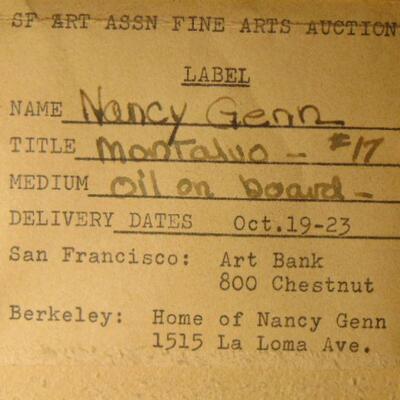 SF ART ASSN FINE ARTS AUCTION
LABEL
NAME Nancy Genn
TITLE Montalvo - #17
MEDIUM oil on board -
DELIVERY DATES Oct.19-23
San Francisco: Art Bank
800 Chestnut
Berkeley: Home of Nancy Genn
1515 La Loma Ave.